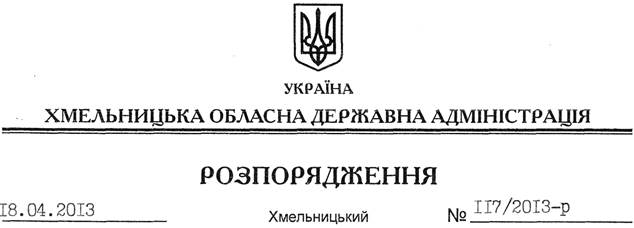 УКРАЇНА
ХМЕЛЬНИЦЬКА ОБЛАСНА ДЕРЖАВНА АДМІНІСТРАЦІЯ
РОЗПОРЯДЖЕННЯ
18.04.2013 Хмельницький № 117/2013-р